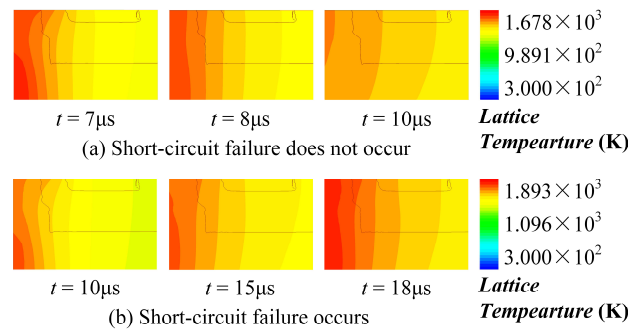 1.678×10³
9.891×10²
3.000×10²
Lattice
Tempearture (K)
t = 7μs
t = 8μs
t = 10μs
(a) Short-circuit failure does not occur
1.893×10³
1.096×10³
3.000×10²
Lattice
Tempearture (K)
t = 10μs
t = 15μs
t = 18μs
(b) Short-circuit failure occurs